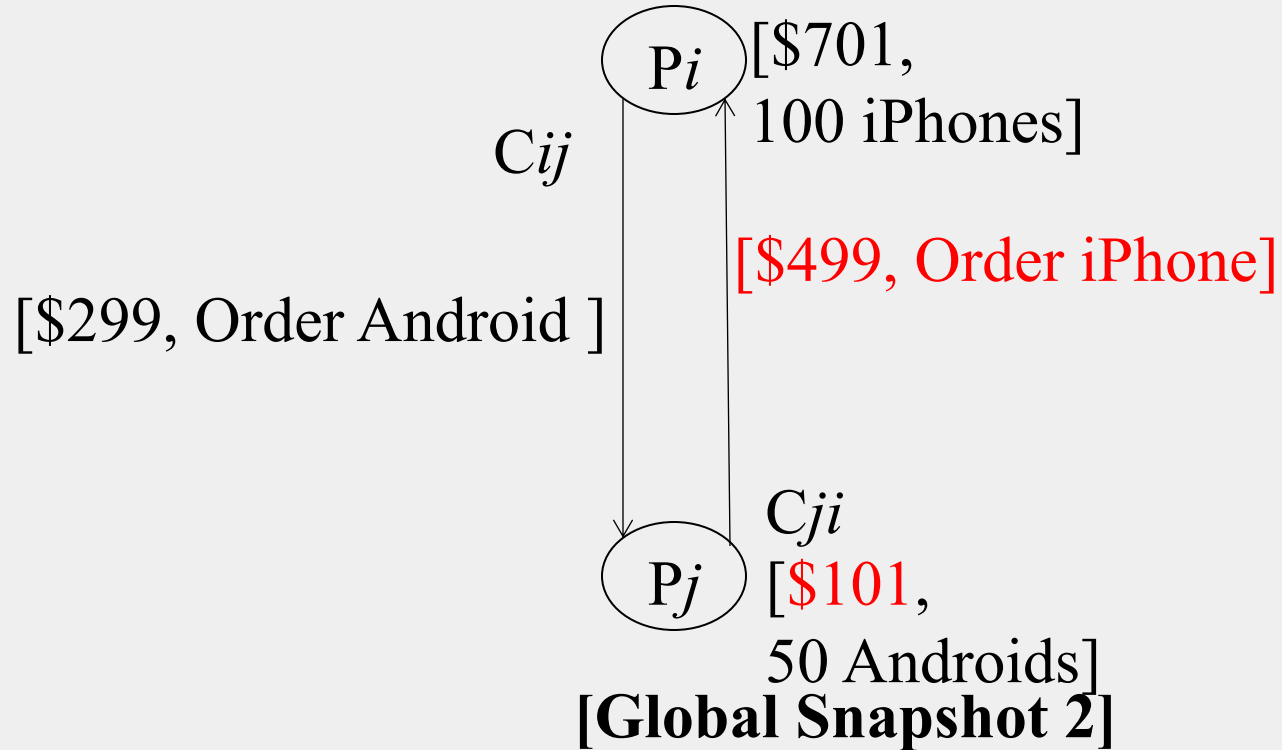 Pi
[$701,
100 iPhones]
Cij
[$499, Order iPhone]
[$299, Order Android ]
Cji
Pj
[$101,
50 Androids]
[Global Snapshot 2]